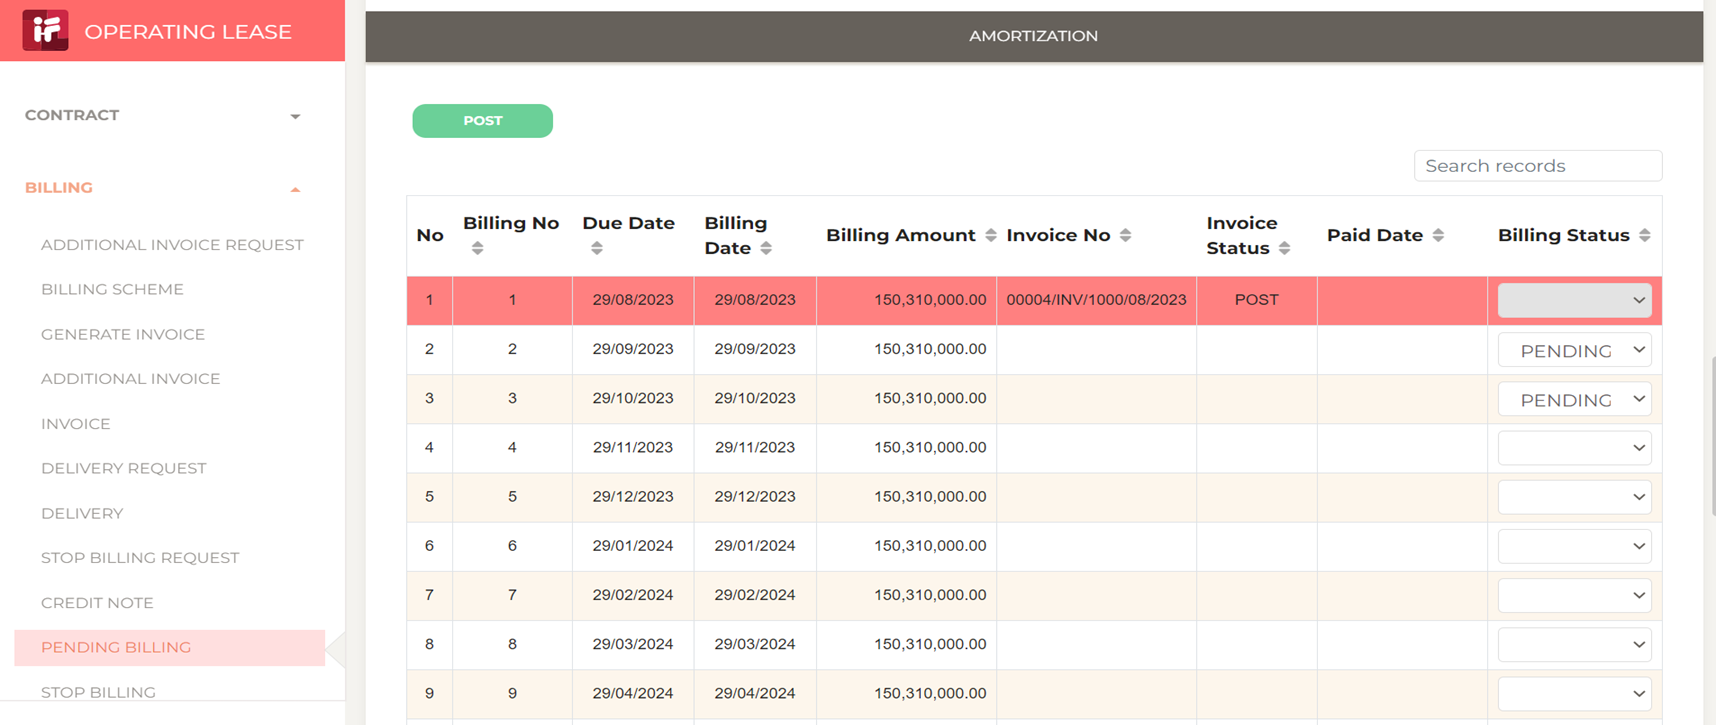 iF OPERATING LEASE
CONTRACT
BILLING
ADDITIONAL INVOICE REQUEST
BILLING SCHEME
GENERATE INVOICE
ADDITIONAL INVOICE
INVOICE
DELIVERY REQUEST
DELIVERY
STOP BILLING REQUEST
CREDIT NOTE
PENDING BILLING
STOP BILLING
AMORTIZATION
POST
Search records
No Billing No Due Date Billing Date Billing Amount Invoice No Invoice Status Paid Date Billing Status
1 1 29/08/2023 29/08/2023 150,310,000.00 00004/INV/1000/08/2023 POST
2 2 29/09/2023 29/09/2023 150,310,000.00 PENDING
3 3 29/10/2023 29/10/2023 150,310,000.00 PENDING
4 4 29/11/2023 29/11/2023 150,310,000.00
5 5 29/12/2023 29/12/2023 150,310,000.00
6 6 29/01/2024 29/01/2024 150,310,000.00
7 7 29/02/2024 29/02/2024 150,310,000.00
8 8 29/03/2024 29/03/2024 150,310,000.00
9 9 29/04/2024 29/04/2024 150,310,000.00